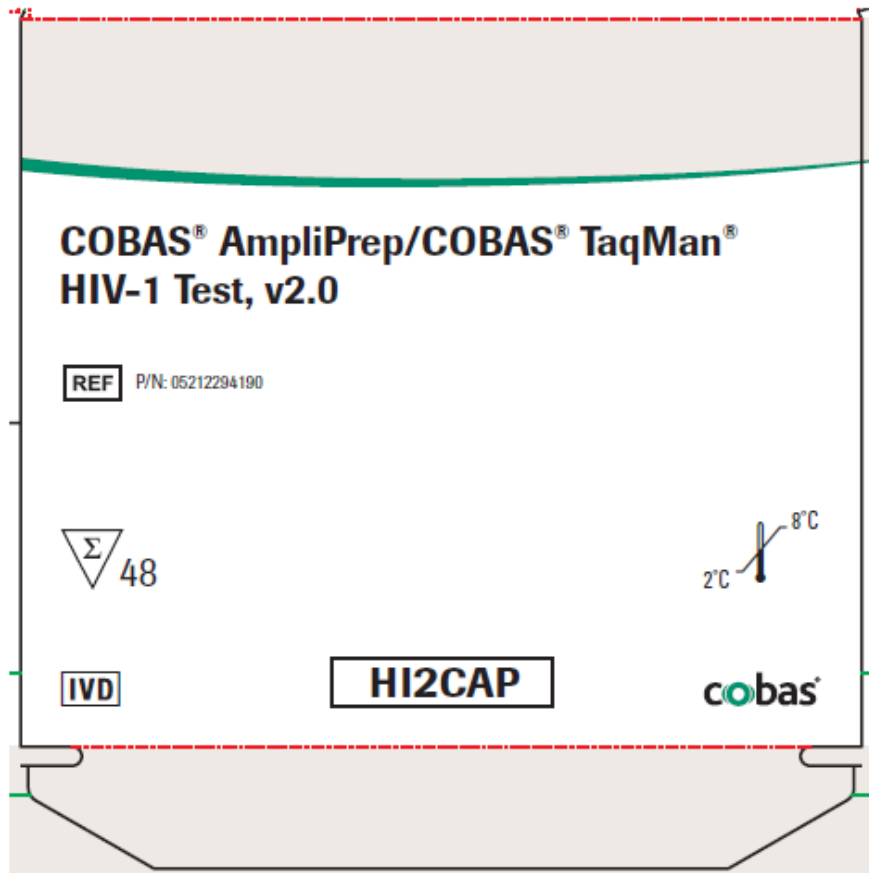 COBAS® AmpliPrep/COBAS® TaqMan®
HIV-1 Test, v2.0
REF P/N: 05212294190
Σ 48
8°C
2°C
IVD
HI2CAP
cobas®